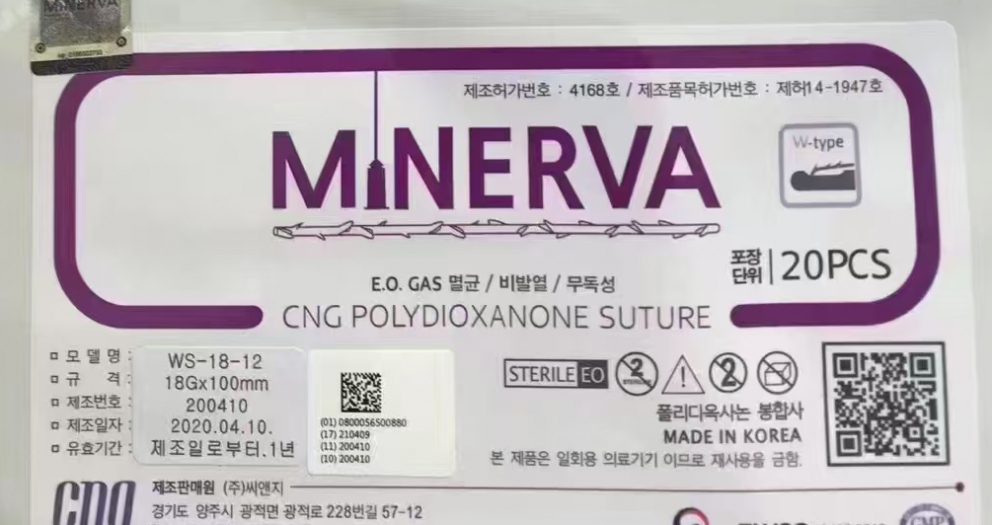 MINERVA
제조허가번호 : 4168호 / 제조품목허가번호 : 제허14-1947호
MINERVA
W-type
포장단위 | 20PCS
E.O. GAS 멸균 / 비발열 / 무독성
CNG POLYDIOXANONE SUTURE
모 델 명 : WS-18-12
규 격 : 18Gx100mm
제조번호 : 200410
제조일자 : 2020.04.10.
유효기간 : 제조일로부터.1년
(01) 0800056500880
(17) 210409
(11) 200410
(10) 200410
STERILE EO
2
2
폴리디옥사논 봉합사
MADE IN KOREA
본 제품은 일회용 의료기기 이므로 재사용을 금함.
cng
제조판매원 (주)씨앤지
경기도 양주시 광적면 광적로 228번길 57-12